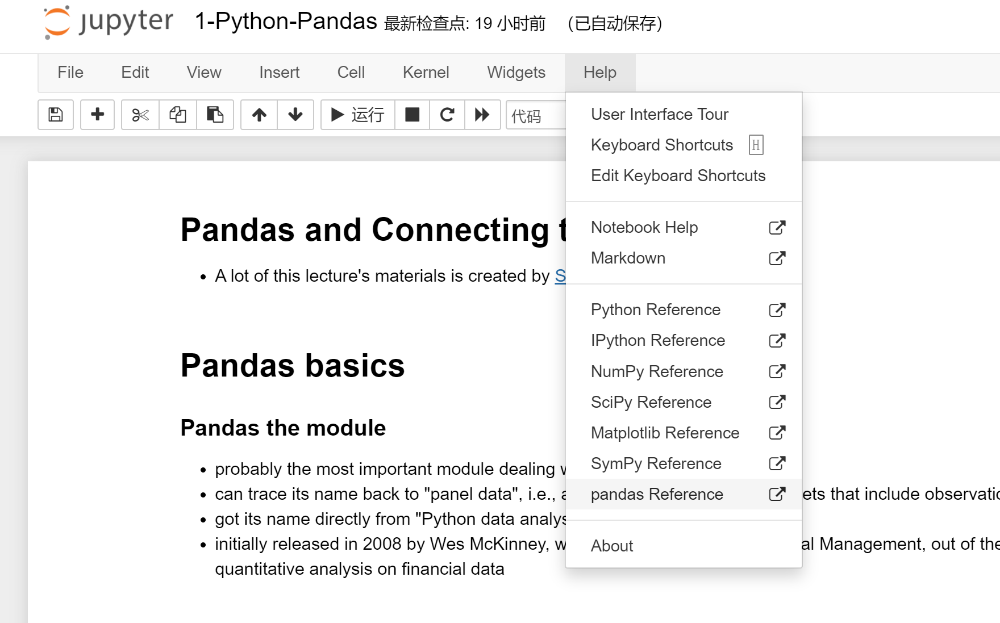 jupyter 1-Python-Pandas 最新检查点: 19 小时前 (已自动保存)
File Edit View Insert Cell Kernel Widgets Help
运行 代码
User Interface Tour
Keyboard Shortcuts H
Edit Keyboard Shortcuts
Notebook Help
Markdown
Python Reference
IPython Reference
NumPy Reference
SciPy Reference
Matplotlib Reference
SymPy Reference
pandas Reference
About
Pandas and Connecting t
A lot of this lecture's materials is created by S
Pandas basics
Pandas the module
probably the most important module dealing w
can trace its name back to "panel data", i.e., a ets that include observatio
got its name directly from "Python data analys
initially released in 2008 by Wes McKinney, w al Management, out of the
quantitative analysis on financial data